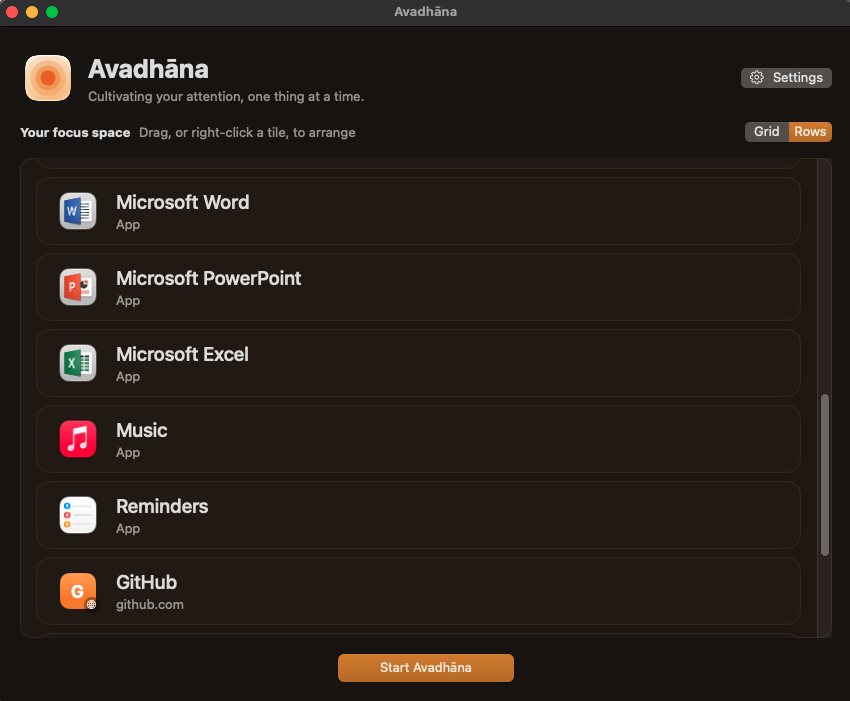 Avadhāna
Avadhāna
Cultivating your attention, one thing at a time.
Settings
Your focus space Drag, or right-click a tile, to arrange
Grid Rows
W
Microsoft Word
App
P
Microsoft PowerPoint
App
X
Microsoft Excel
App
Music
App
Reminders
App
G
GitHub
github.com
Start Avadhāna